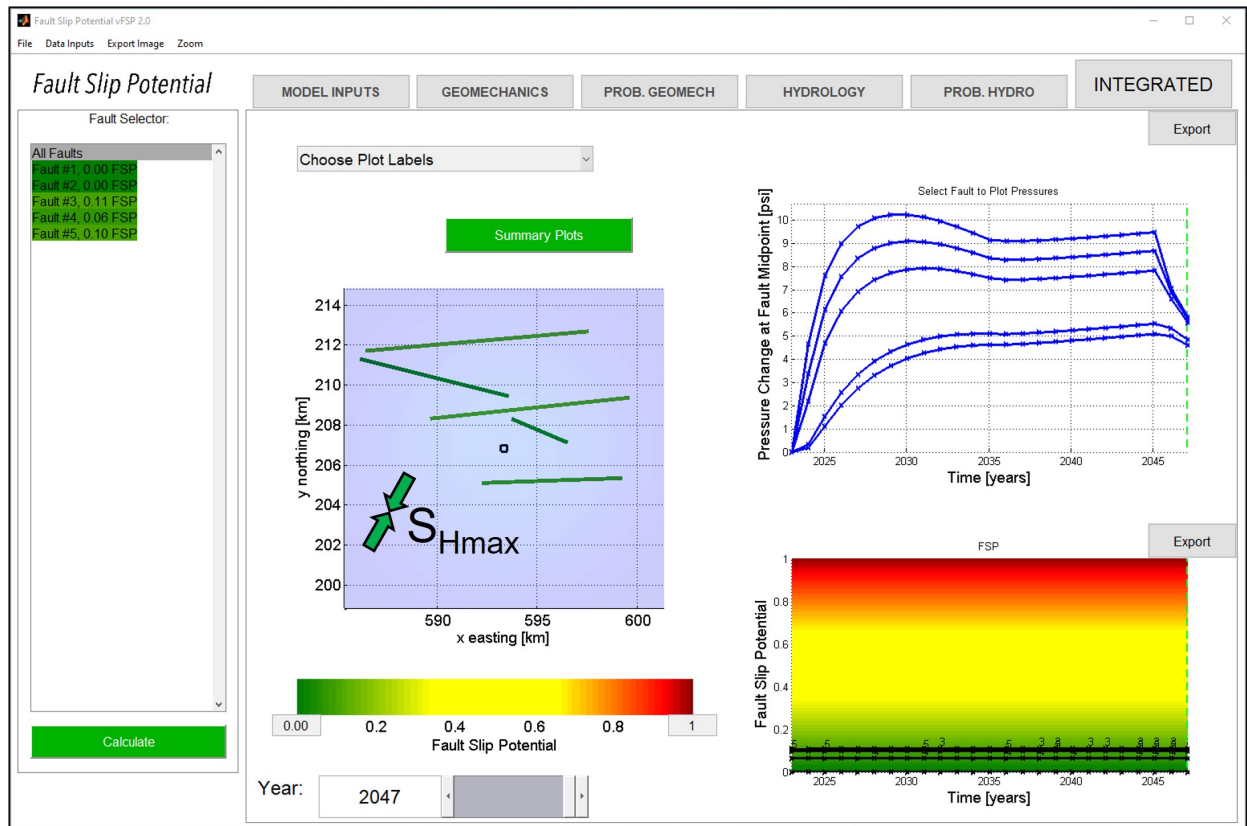 Fault Slip Potential vFSP 2.0
File Data Inputs Export Image Zoom
Fault Slip Potential
MODEL INPUTS
GEOMECHANICS
PROB. GEOMECH
HYDROLOGY
PROB. HYDRO
INTEGRATED
Fault Selector:
All Faults
Fault #1, 0.00 FSP
Fault #2, 0.00 FSP
Fault #3, 0.11 FSP
Fault #4, 0.06 FSP
Fault #5, 0.10 FSP
Calculate
Export
Choose Plot Labels
Summary Plots
214
212
210
208
206
204
202
200
y northing [km]
SHmax
590 595 600
x easting [km]
0.00 0.2 0.4 0.6 0.8 1
Fault Slip Potential
Year: 2047
Select Fault to Plot Pressures
10
9
8
7
6
5
4
3
2
1
0
Pressure Change at Fault Midpoint [psi]
2025 2030 2035 2040 2045
Time [years]
Export
FSP
1
0.8
0.6
0.4
0.2
0
Fault Slip Potential
2025 2030 2035 2040 2045
Time [years]